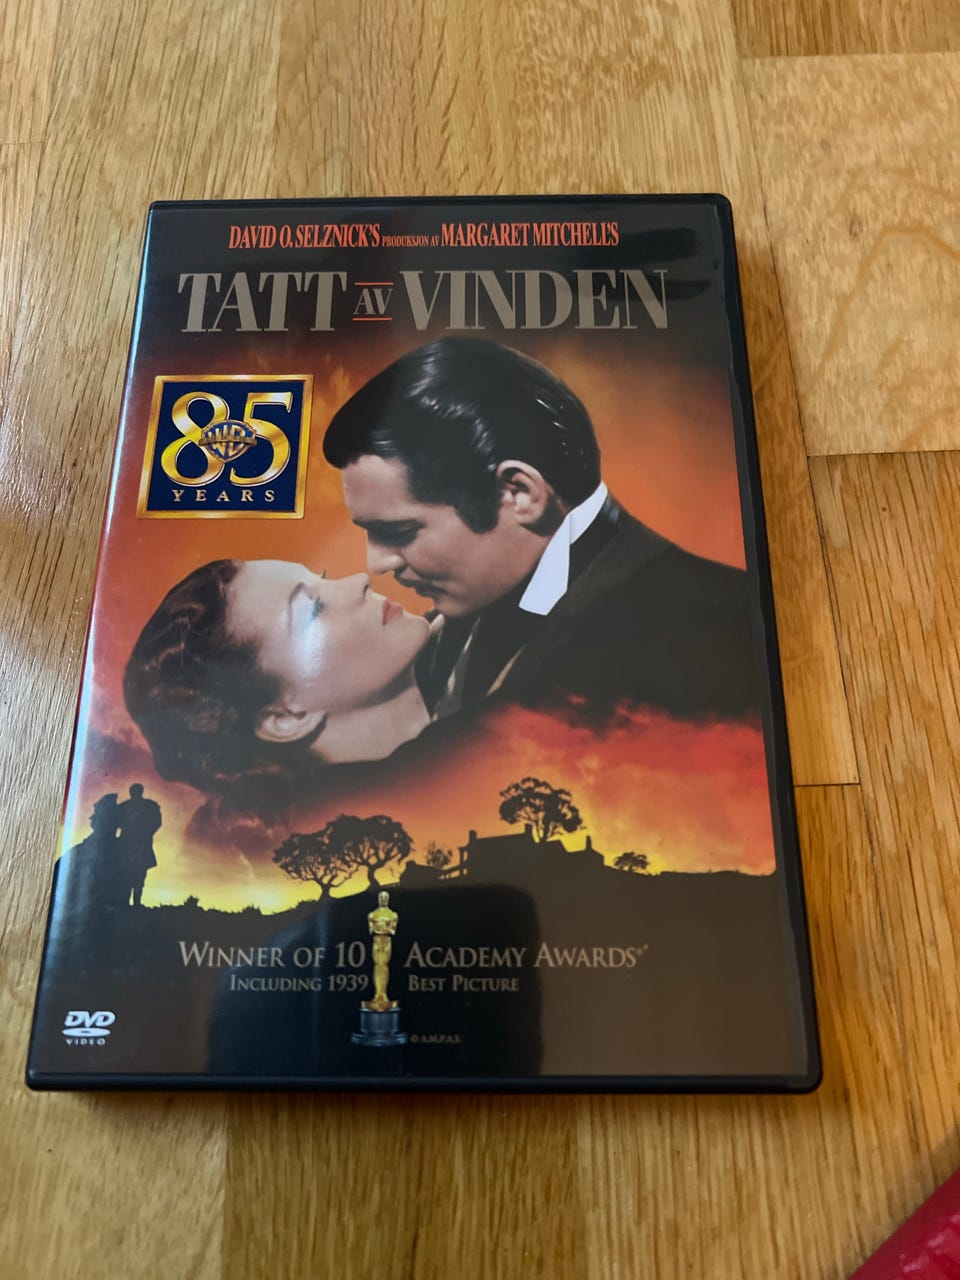 DAVID O. SELZNICK'S PRODUKSJON AV MARGARET MITCHELL'S
TATT AV VINDEN
85
WB
YEARS
WINNER OF 10 ACADEMY AWARDS®*
INCLUDING 1939 BEST PICTURE
© A.M.P.A.S.
DVD
VIDEO